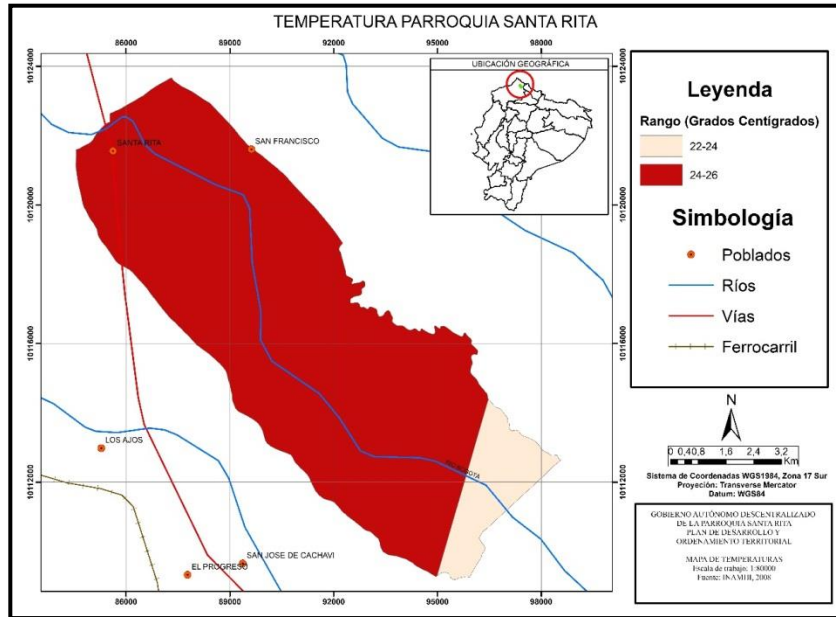 TEMPERATURA PARROQUIA SANTA RITA
86000 89000 92000 95000 98000
10124000 10124000
10120000 10120000
10116000 10116000
10112000 10112000
86000 89000 92000 95000 98000
SANTA RITA
SAN FRANCISCO
LOS AJOS
SAN JOSE DE CACHAVI
EL PROGRESO
UBICACIÓN GEOGRÁFICA
Leyenda
Rango (Grados Centígrados)
22-24
24-26
Simbología
Poblados
Ríos
Vías
Ferrocarril
N
0 0,40,8 1,6 2,4 3,2
Km
Sistema de Coordenadas WGS1984, Zona 17 Sur
Proyeción: Transverse Mercator
Datum: WGS84
GOBIERNO AUTÓNOMO DESCENTRALIZADO
DE LA PARROQUIA SANTA RITA
PLAN DE DESARROLLO Y
ORDENAMIENTO TERRITORIAL
MAPA DE TEMPERATURAS
Escala de trabajo: 1:80000
Fuente: INAMHI, 2008